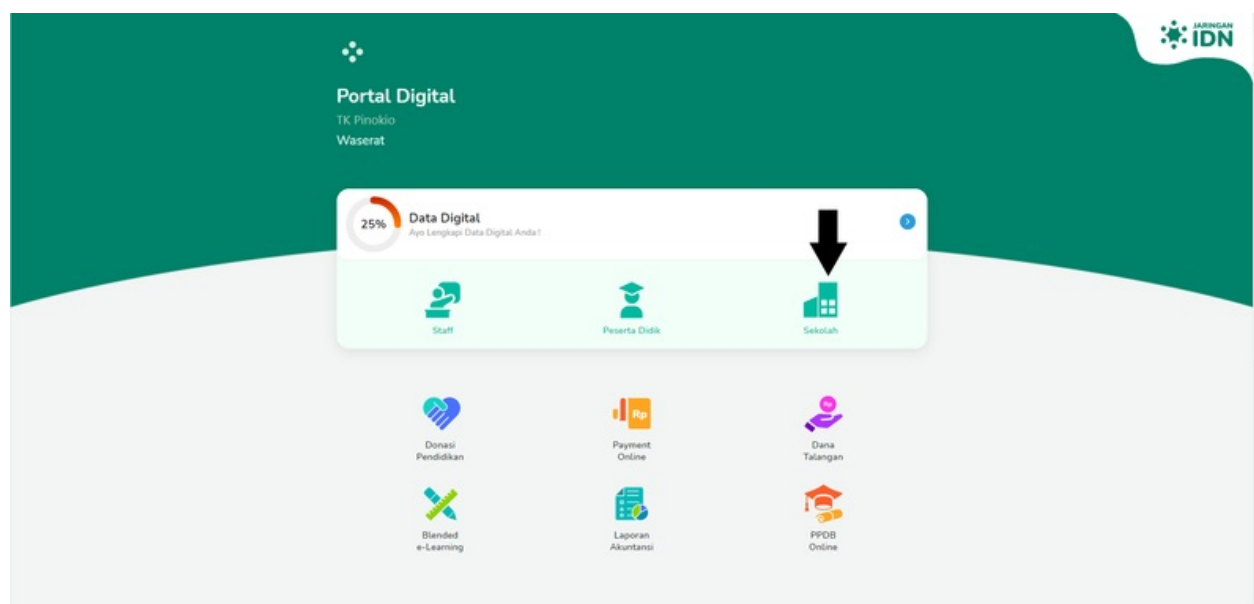 JARINGAN
IDN
Portal Digital
TK Pinokio
Waserat
25%
Data Digital
Ayo Lengkapi Data Digital Anda !
Staff
Peserta Didik
Sekolah
Rp
Rp
Donasi
Pendidikan
Payment
Online
Dana
Talangan
Blended
e-Learning
Laporan
Akuntansi
PPDB
Online